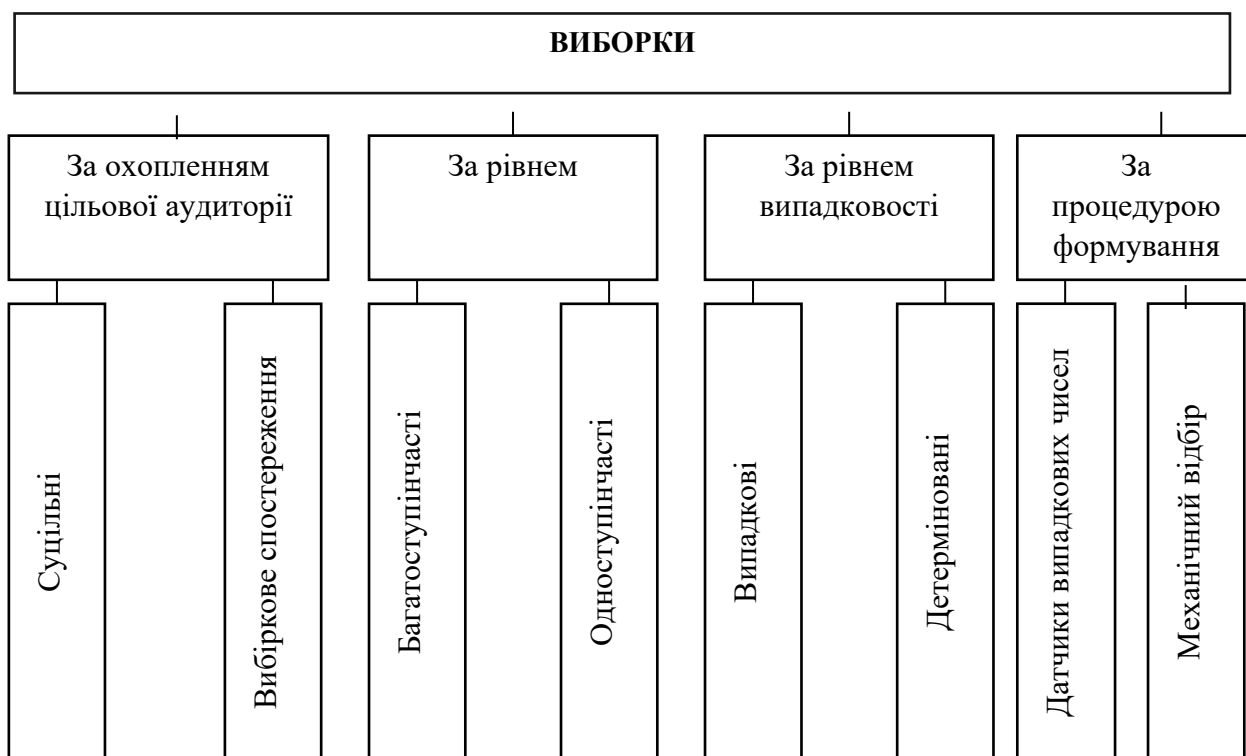 ВИБОРКИ
За охопленням
цільової аудиторії
За рівнем
За рівнем
випадковості
За
процедурою
формування
Суцільні
Вибіркове спостереження
Багатоступінчасті
Одноступінчасті
Випадкові
Детерміновані
Датчики випадкових чисел
Механічний відбір